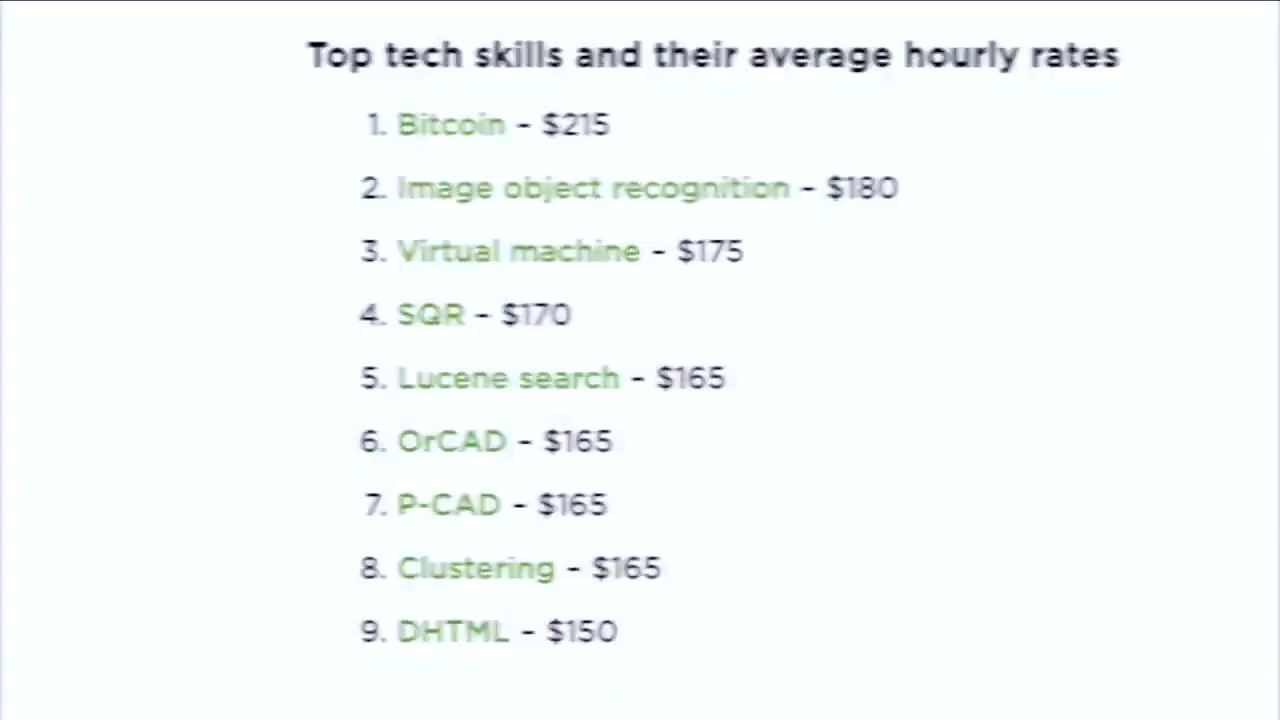 Top tech skills and their average hourly rates
1. Bitcoin - $215
2. Image object recognition - $180
3. Virtual machine - $175
4. SQR - $170
5. Lucene search - $165
6. OrCAD - $165
7. P-CAD - $165
8. Clustering - $165
9. DHTML - $150